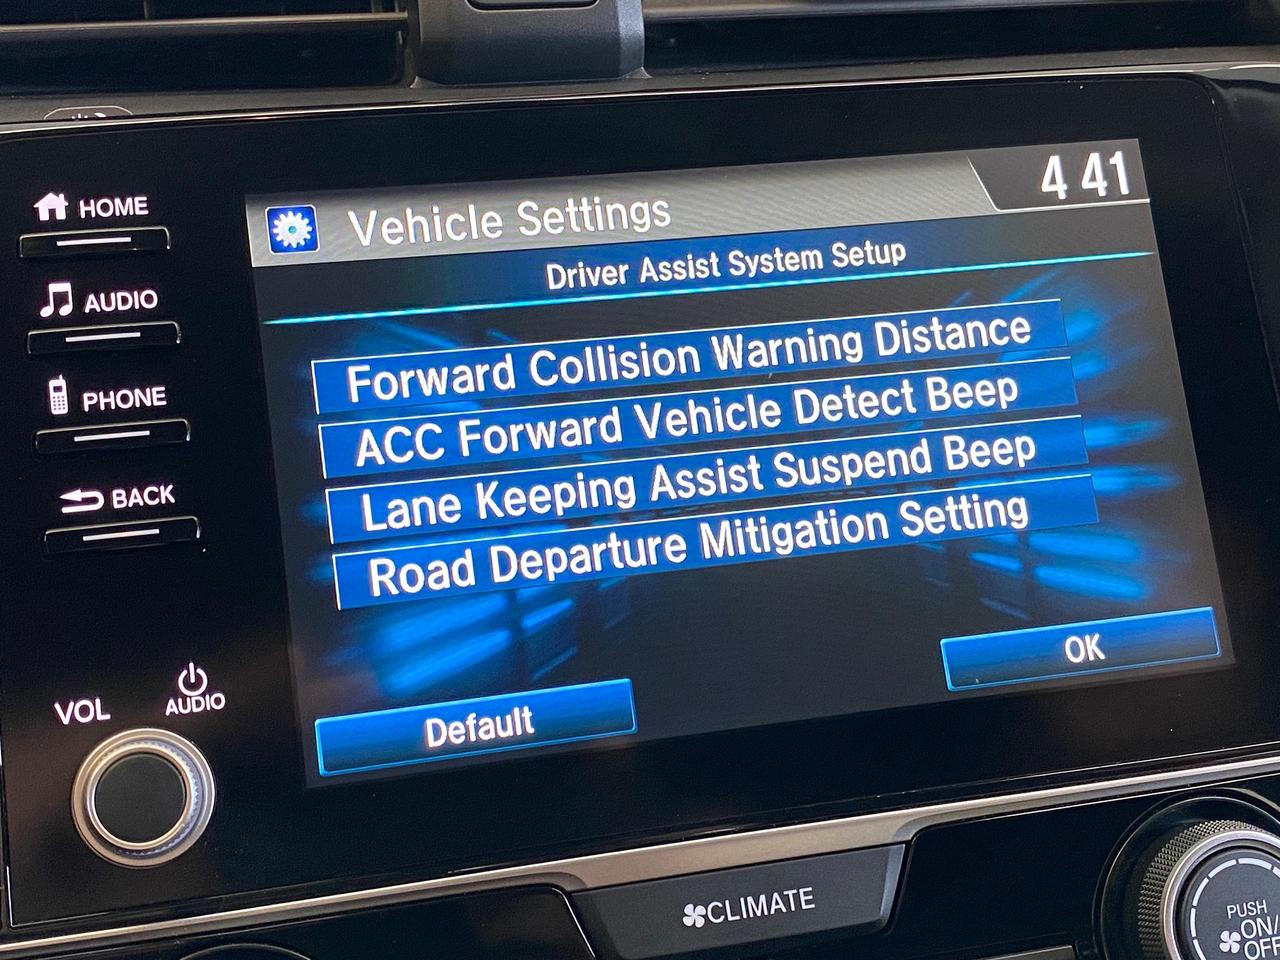 HOME
AUDIO
PHONE
BACK
VOL
AUDIO
Vehicle Settings
4 41
Driver Assist System Setup
Forward Collision Warning Distance
ACC Forward Vehicle Detect Beep
Lane Keeping Assist Suspend Beep
Road Departure Mitigation Setting
OK
Default
CLIMATE
PUSH
ON/
OFF